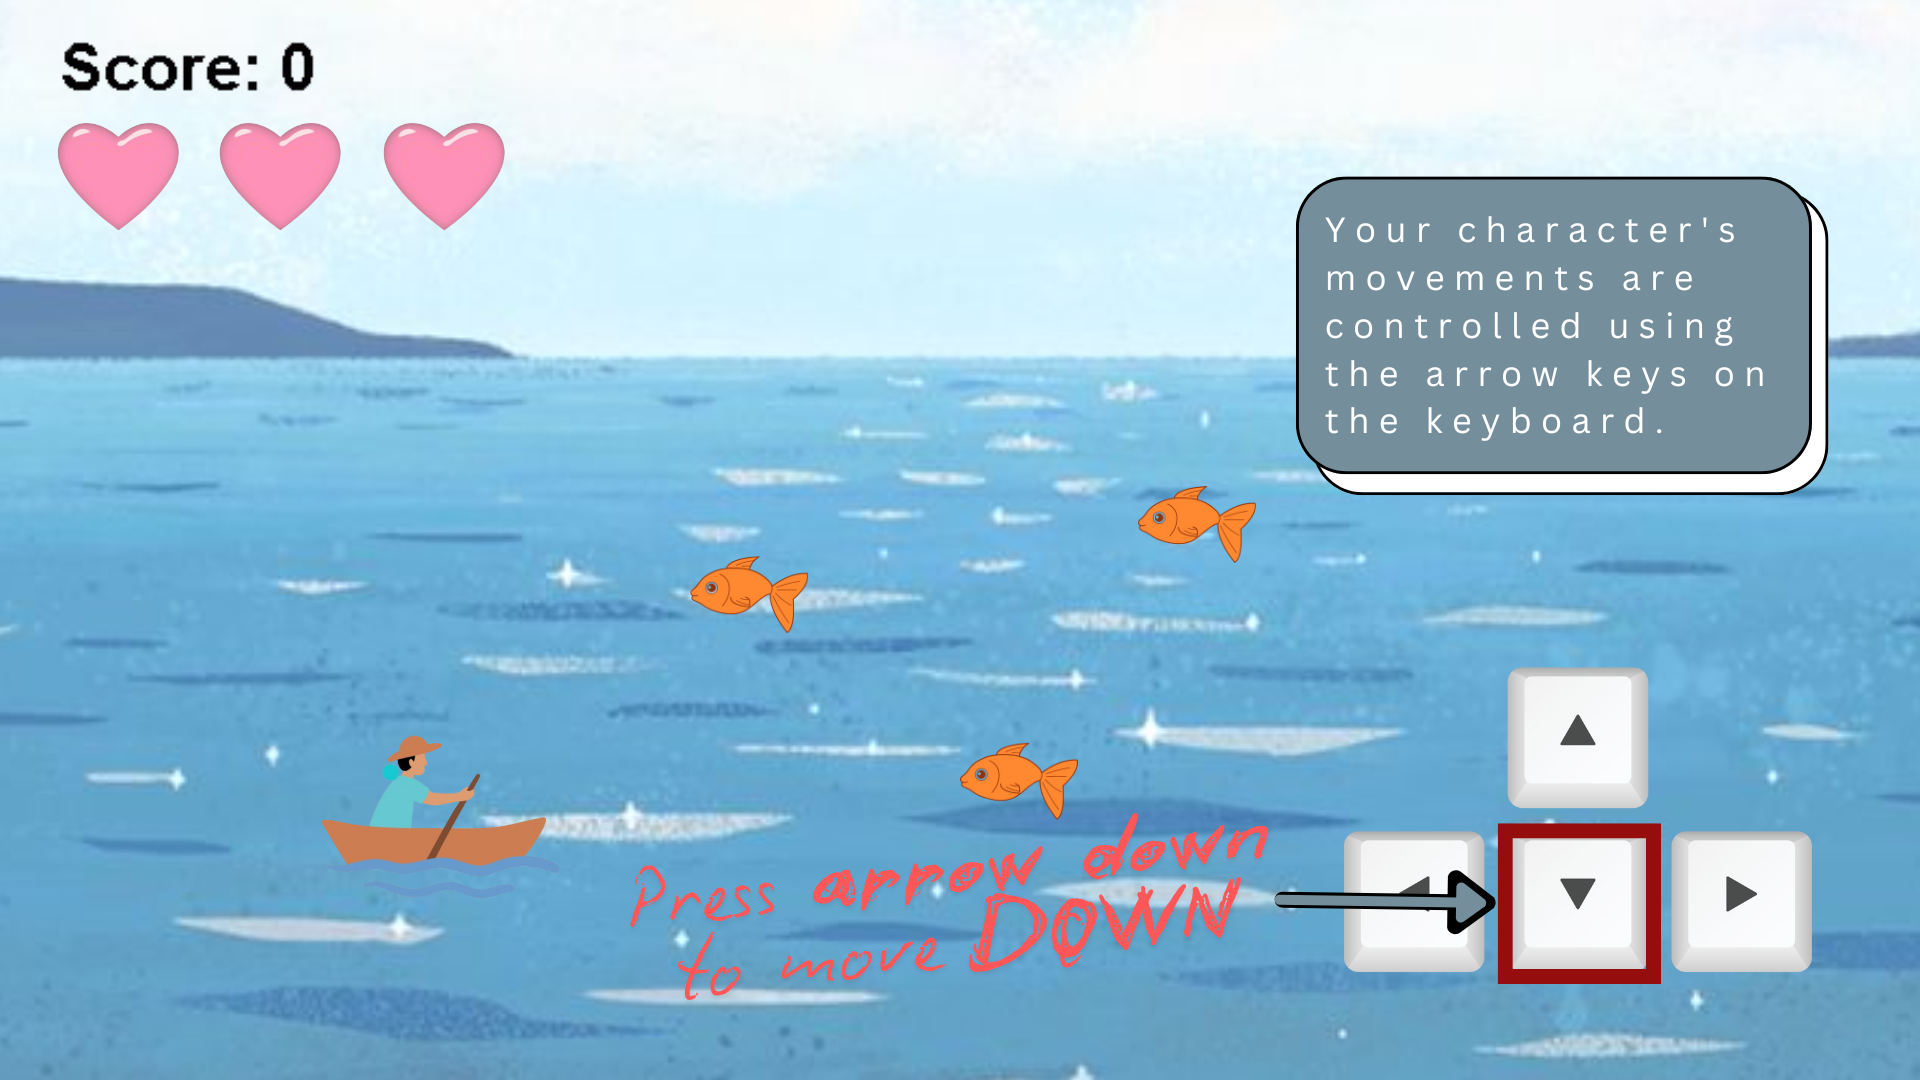 Score: 0
Your character's
movements are
controlled using
the arrow keys on
the keyboard.
Press arrow down
to move DOWN